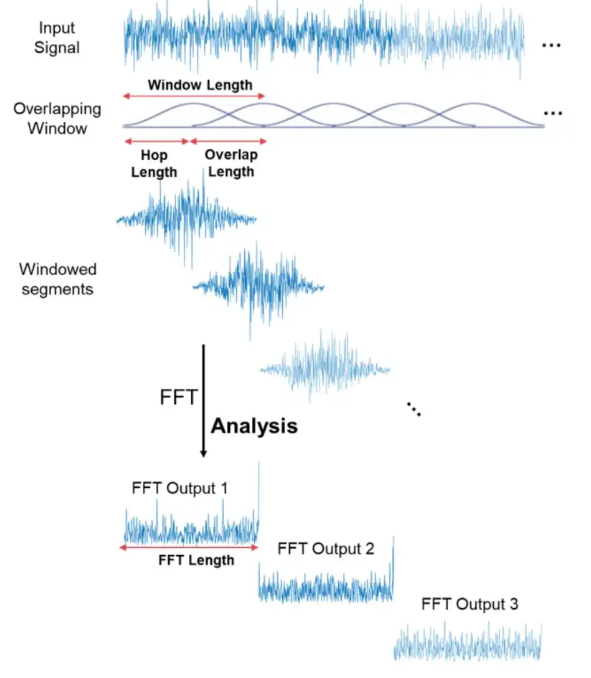 Input
Signal
...
Window Length
Overlapping
Window
...
Hop
Length
Overlap
Length
Windowed
segments
FFT
Analysis
...
FFT Output 1
FFT Length
FFT Output 2
FFT Output 3